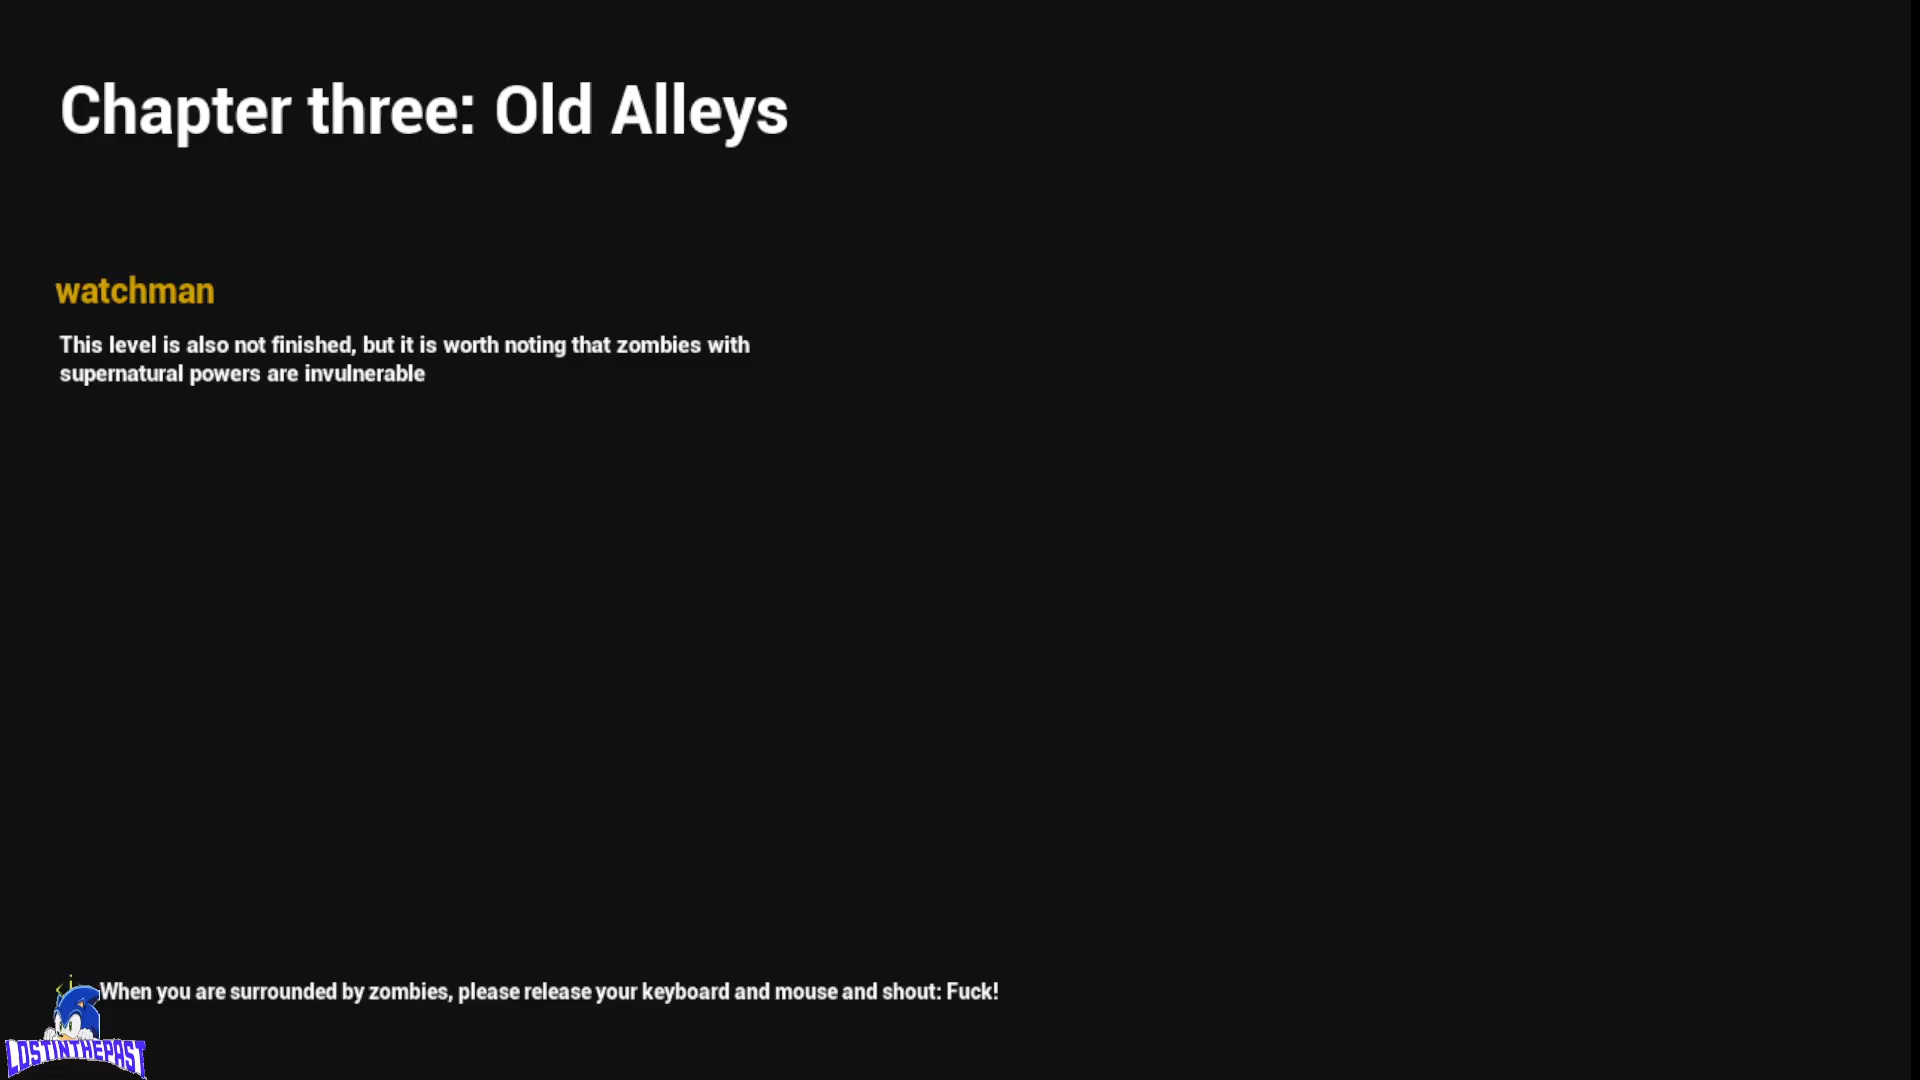 Chapter three: Old Alleys
watchman
This level is also not finished, but it is worth noting that zombies with
supernatural powers are invulnerable
When you are surrounded by zombies, please release your keyboard and mouse and shout: Fuck!
LOSTINTHEPAST